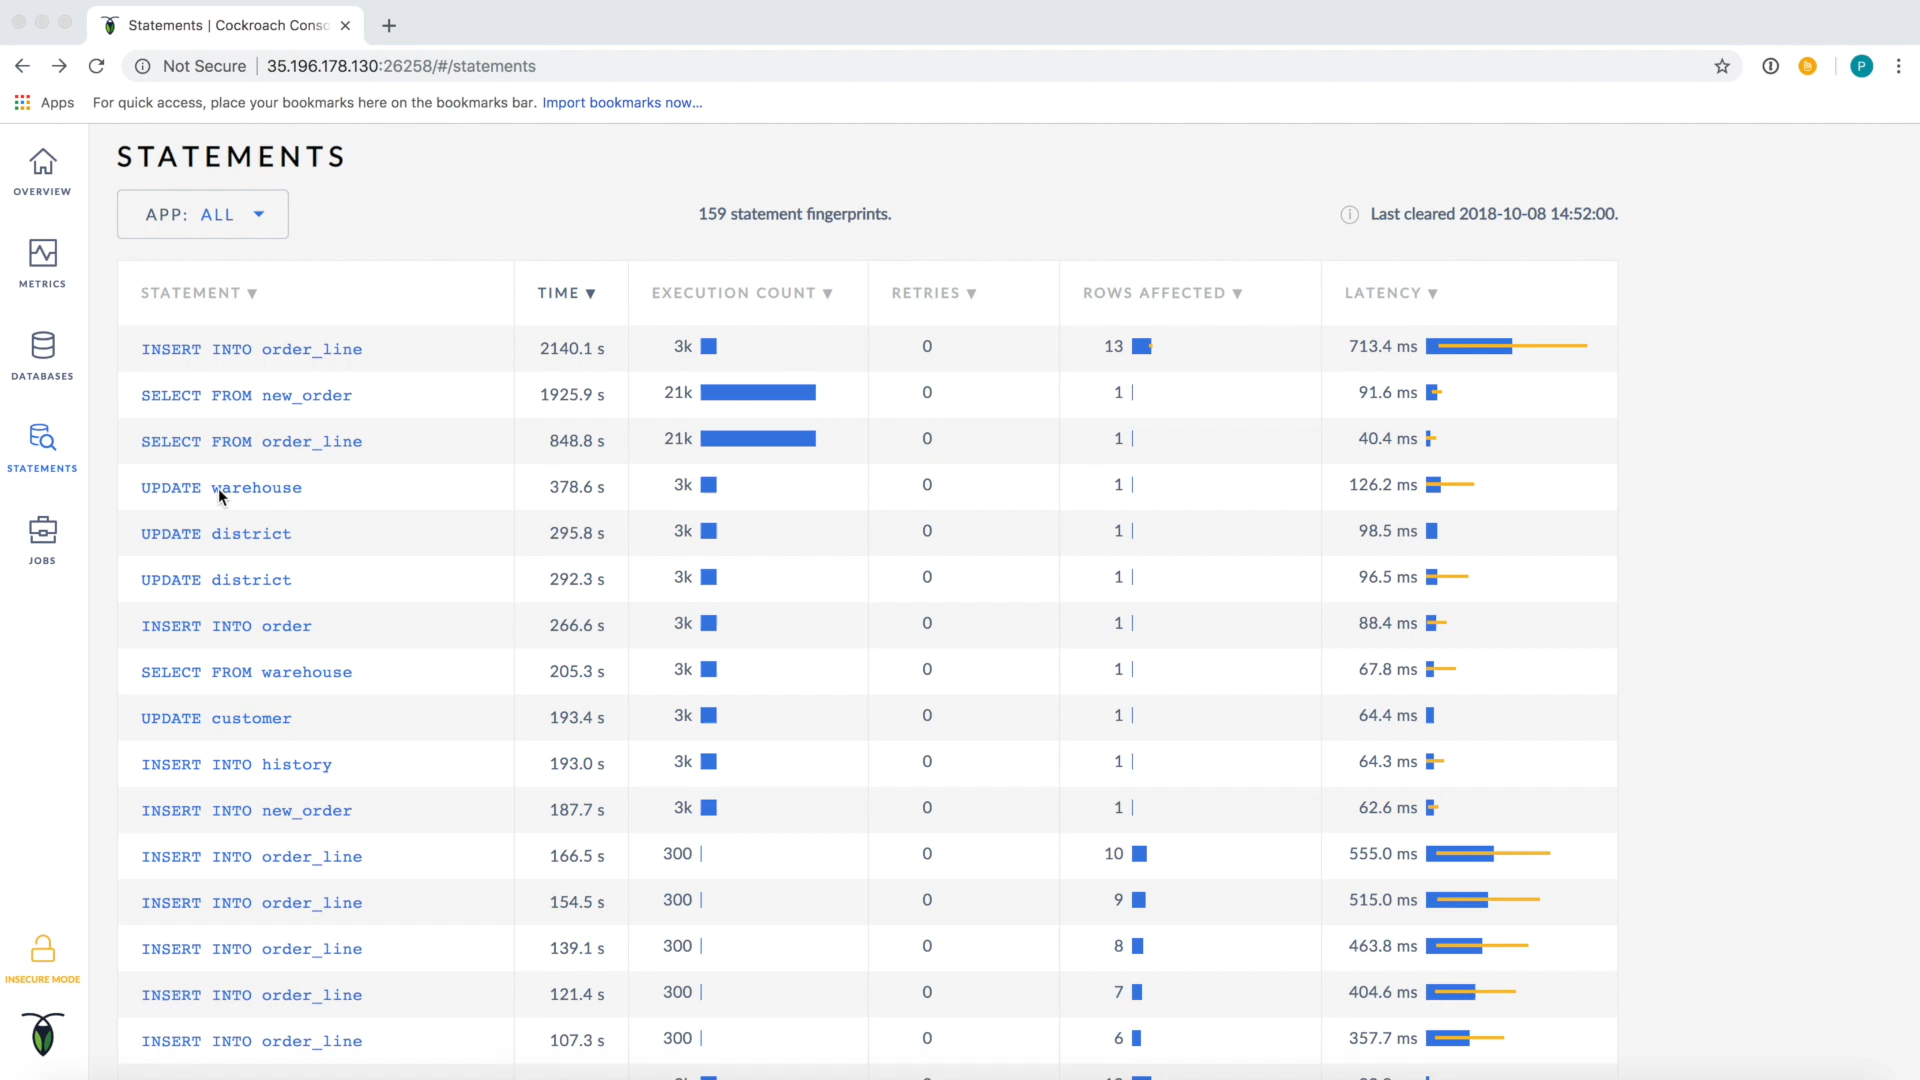 Statements | Cockroach Conso
Not Secure | 35.196.178.130:26258/#/statements
P
Apps For quick access, place your bookmarks here on the bookmarks bar. Import bookmarks now...
OVERVIEW
METRICS
DATABASES
STATEMENTS
JOBS
INSECURE MODE
STATEMENTS
APP: ALL
159 statement fingerprints.
Last cleared 2018-10-08 14:52:00.
STATEMENT ▼ TIME ▼ EXECUTION COUNT ▼ RETRIES ▼ ROWS AFFECTED ▼ LATENCY ▼
INSERT INTO order_line 2140.1 s 3k 0 13 713.4 ms
SELECT FROM new_order 1925.9 s 21k 0 1 91.6 ms
SELECT FROM order_line 848.8 s 21k 0 1 40.4 ms
UPDATE warehouse 378.6 s 3k 0 1 126.2 ms
UPDATE district 295.8 s 3k 0 1 98.5 ms
UPDATE district 292.3 s 3k 0 1 96.5 ms
INSERT INTO order 266.6 s 3k 0 1 88.4 ms
SELECT FROM warehouse 205.3 s 3k 0 1 67.8 ms
UPDATE customer 193.4 s 3k 0 1 64.4 ms
INSERT INTO history 193.0 s 3k 0 1 64.3 ms
INSERT INTO new_order 187.7 s 3k 0 1 62.6 ms
INSERT INTO order_line 166.5 s 300 0 10 555.0 ms
INSERT INTO order_line 154.5 s 300 0 9 515.0 ms
INSERT INTO order_line 139.1 s 300 0 8 463.8 ms
INSERT INTO order_line 121.4 s 300 0 7 404.6 ms
INSERT INTO order_line 107.3 s 300 0 6 357.7 ms